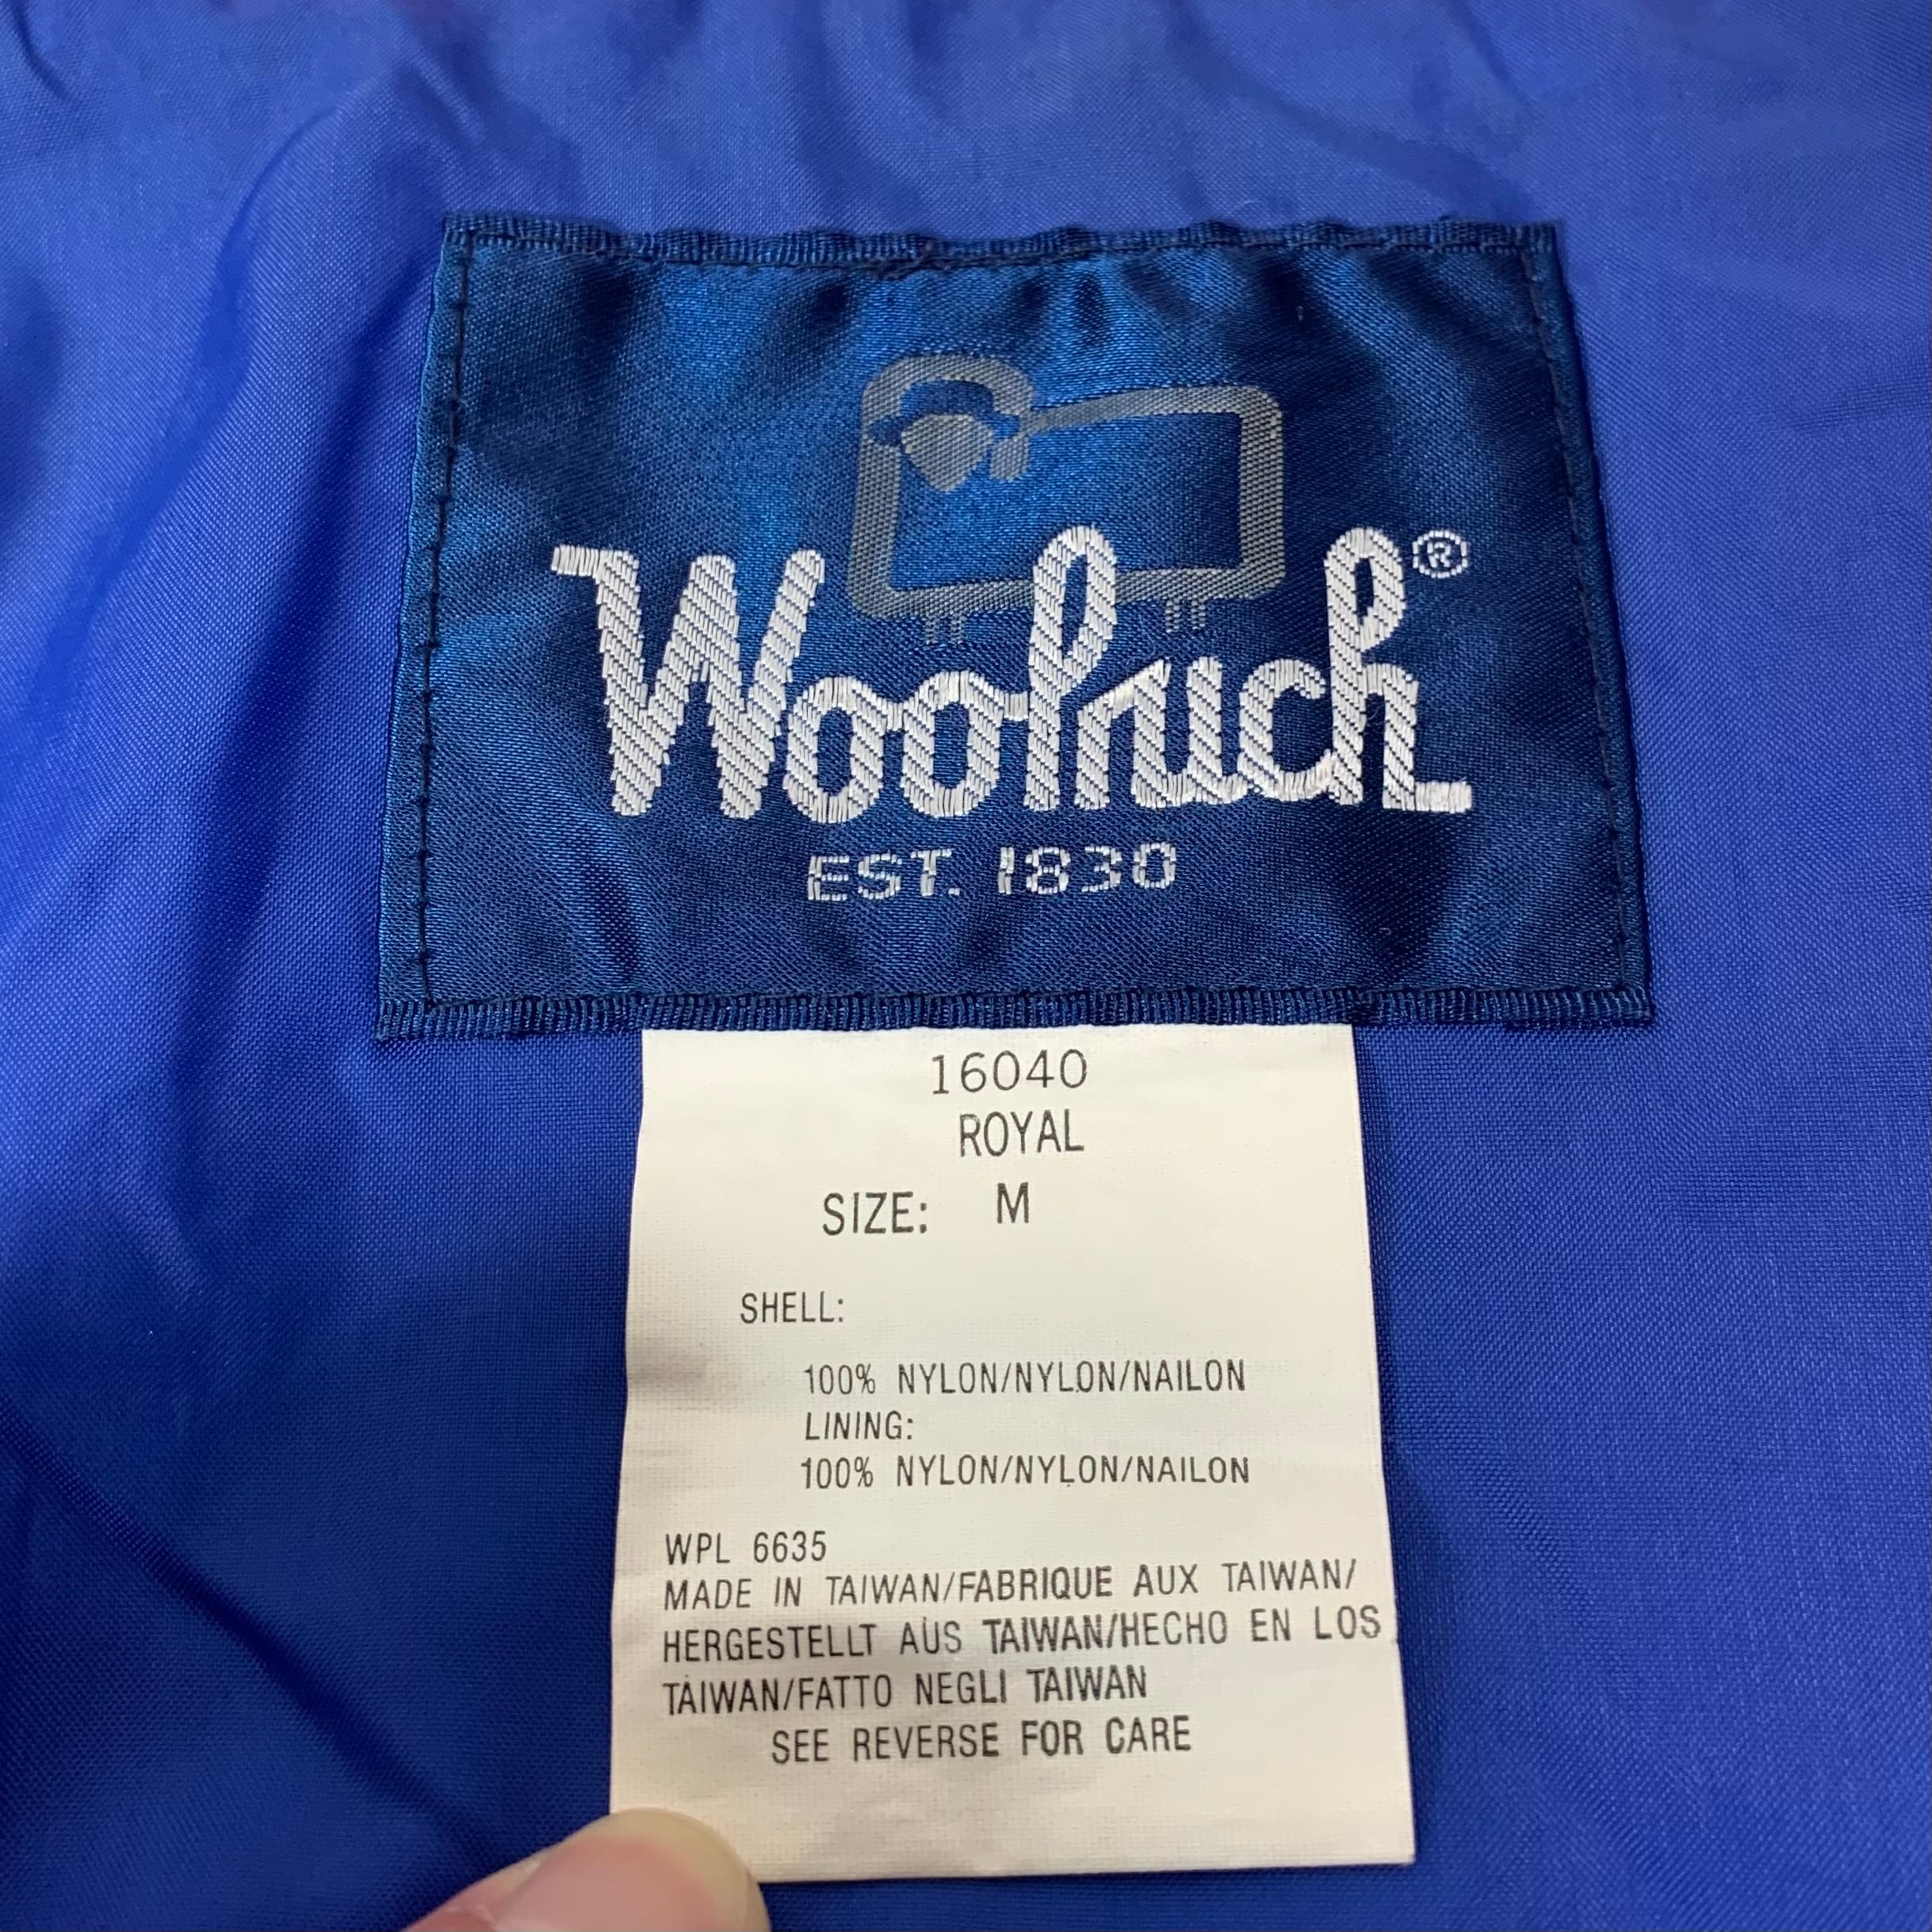 Woolrich®
EST. 1830
16040
ROYAL
SIZE: M
SHELL:
100% NYLON/NYLON/NAILON
LINING:
100% NYLON/NYLON/NAILON
WPL 6635
MADE IN TAIWAN/FABRIQUE AUX TAIWAN/
HERGESTELLT AUS TAIWAN/HECHO EN LOS
TAIWAN/FATTO NEGLI TAIWAN
SEE REVERSE FOR CARE